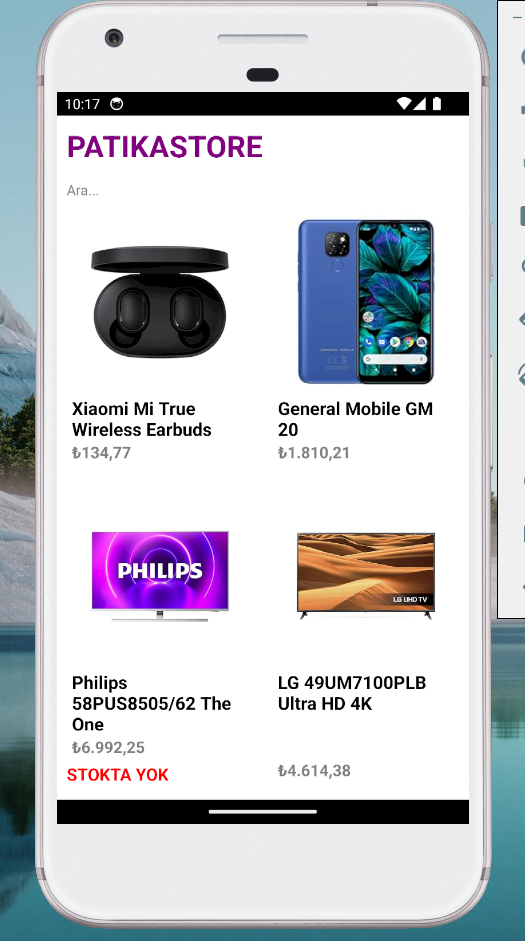 10:17
PATIKASTORE
Ara...
Xiaomi Mi True
Wireless Earbuds
₺134,77
General Mobile GM
20
₺1.810,21
PHILIPS
LG UHD TV
Philips
58PUS8505/62 The
One
₺6.992,25
STOKTA YOK
LG 49UM7100PLB
Ultra HD 4K
₺4.614,38